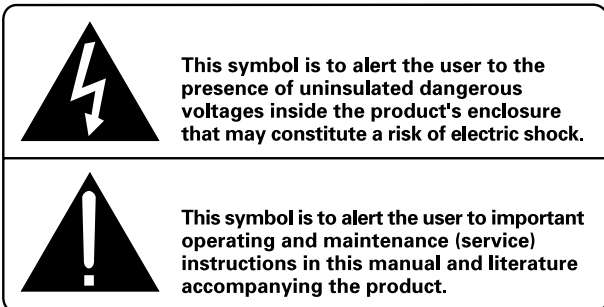 This symbol is to alert the user to the
presence of uninsulated dangerous
voltages inside the product's enclosure
that may constitute a risk of electric shock.
This symbol is to alert the user to important
operating and maintenance (service)
instructions in this manual and literature
accompanying the product.